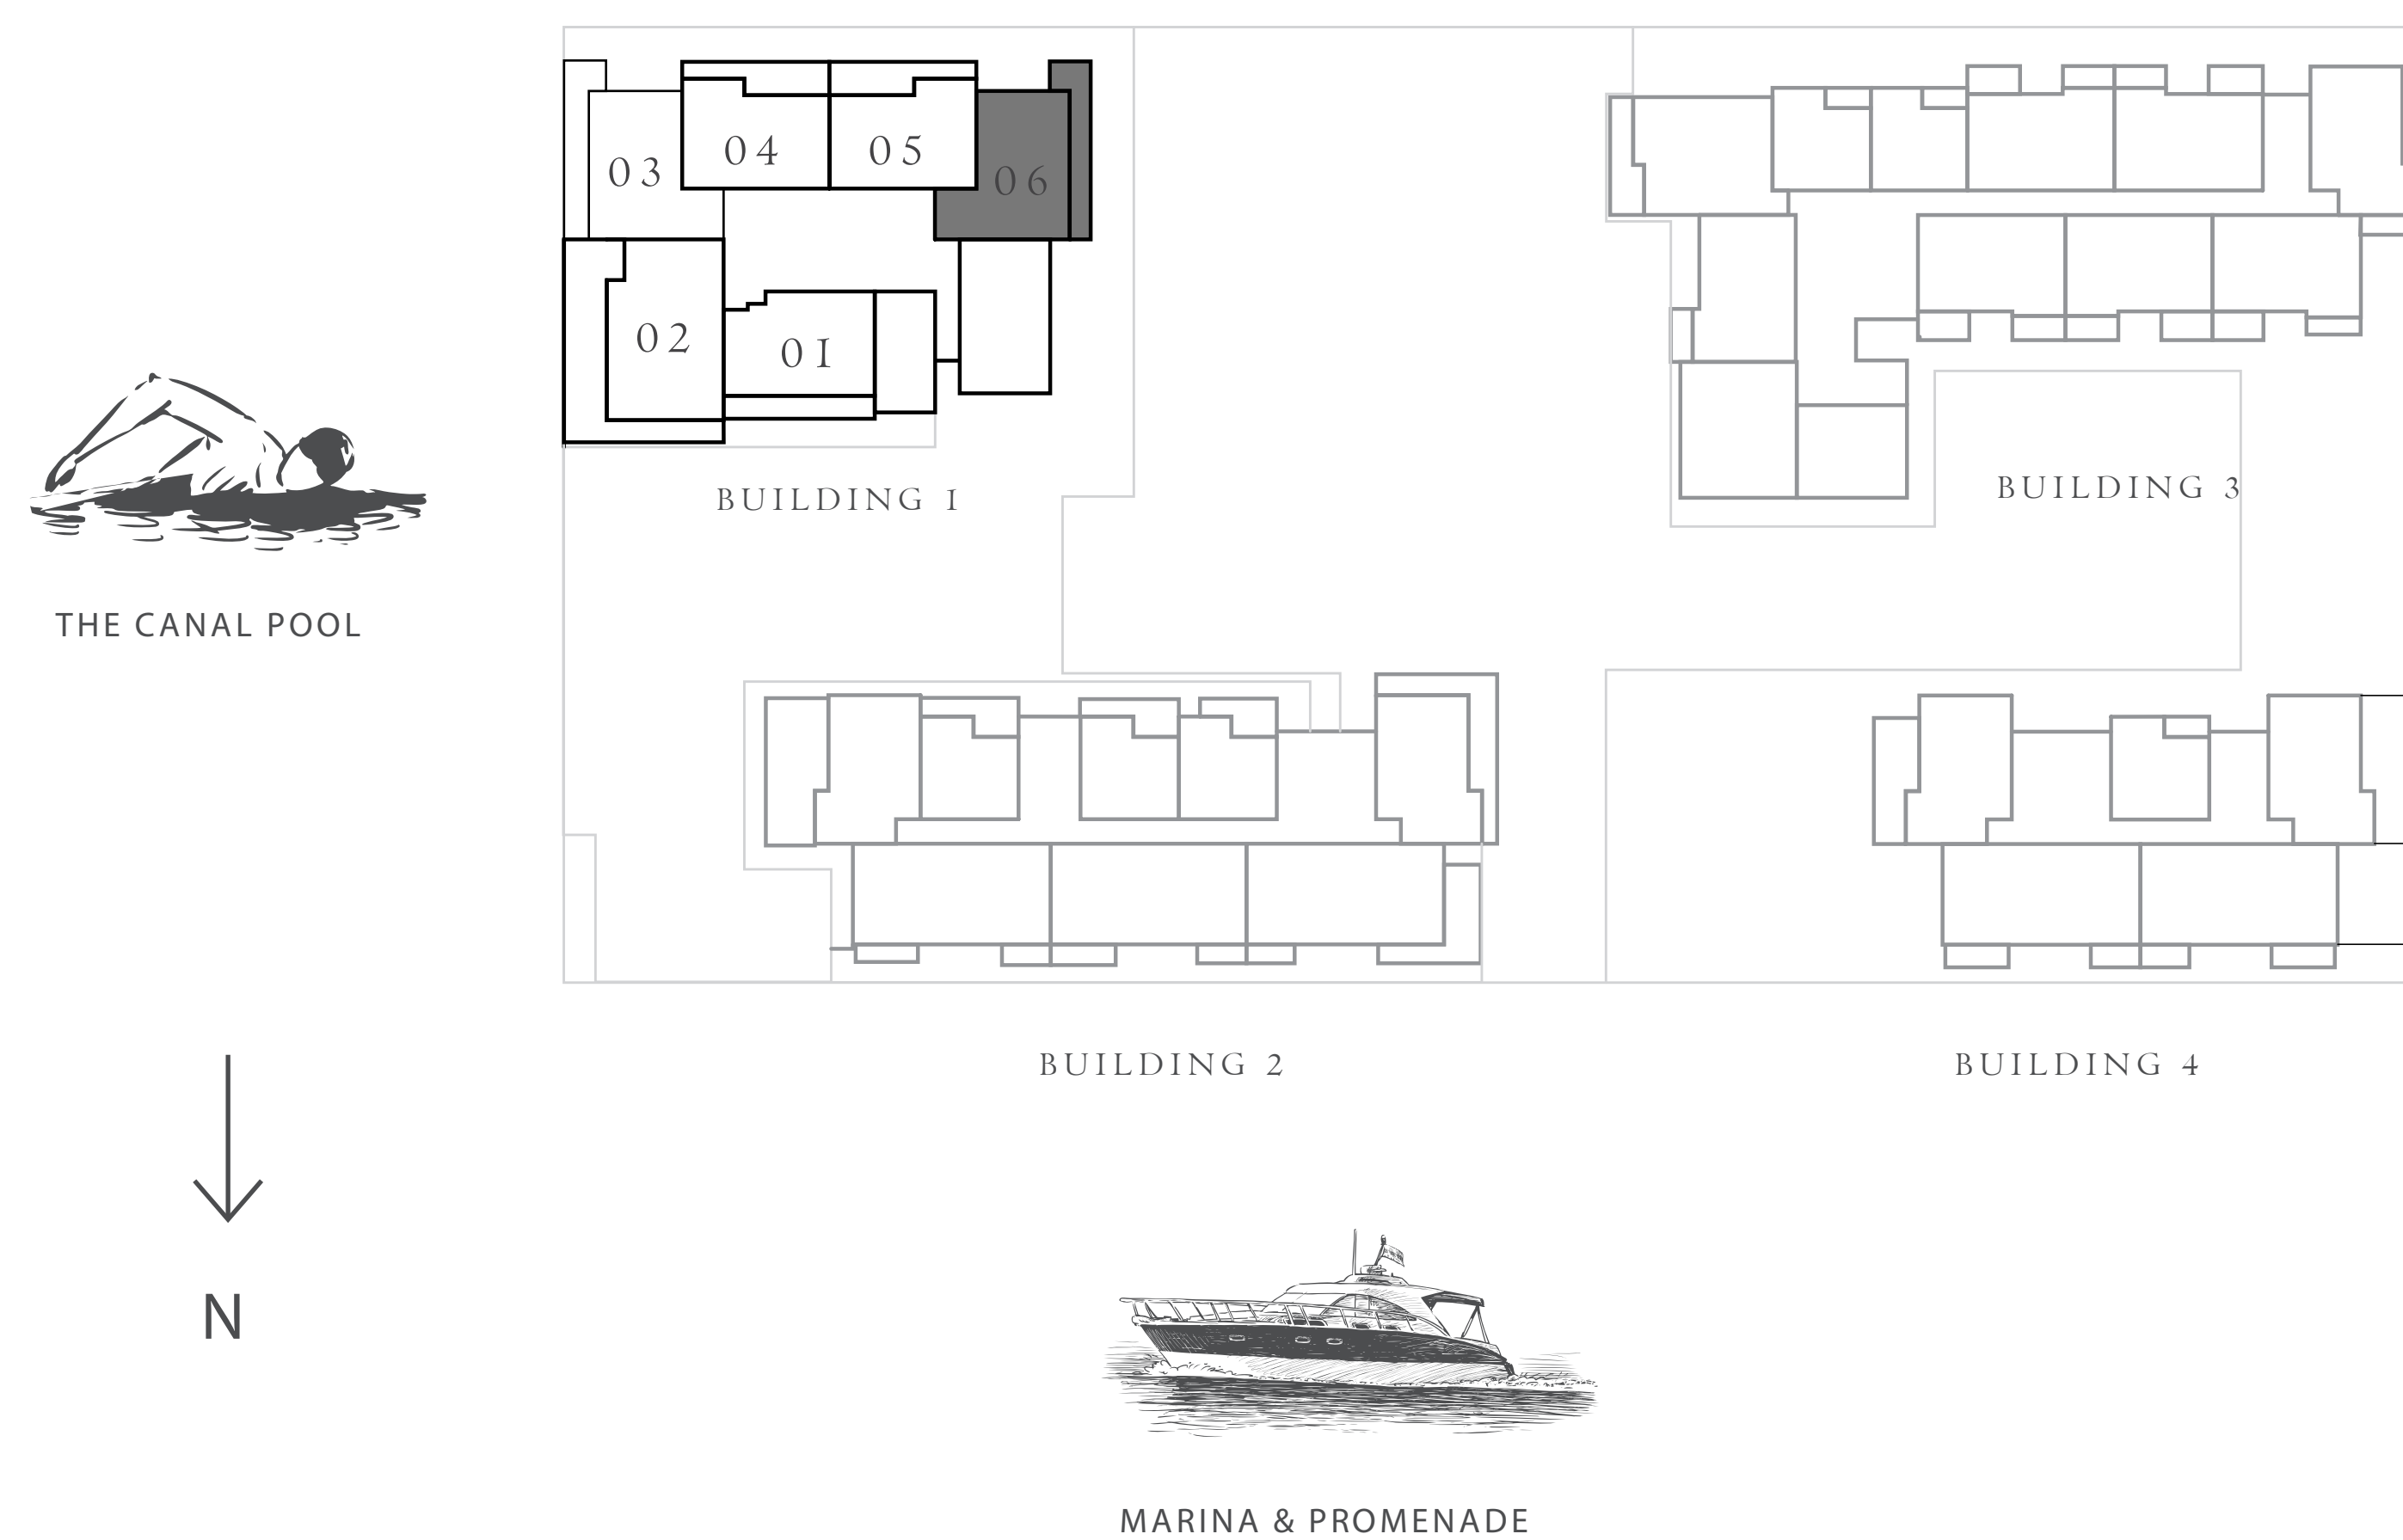 04
05
03
06
02
01
BUILDING 1
BUILDING 3
THE CANAL POOL
BUILDING 2
BUILDING 4
N
MARINA & PROMENADE